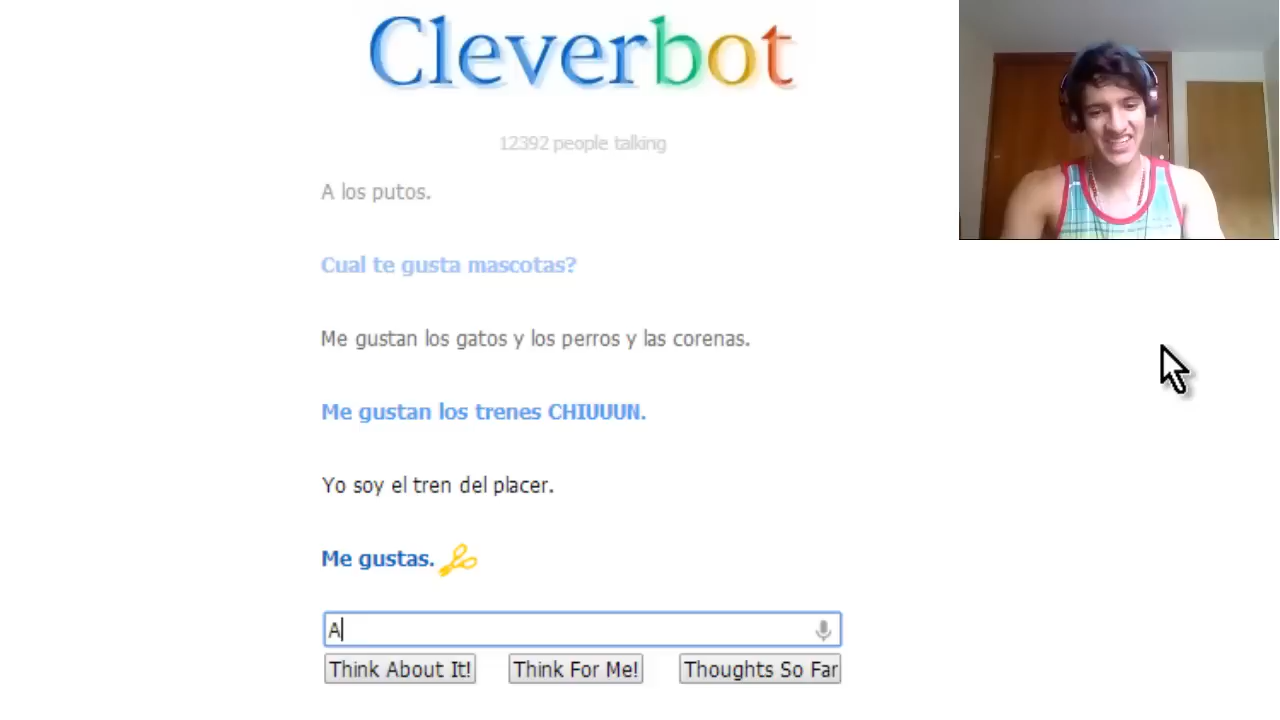 Cleverbot
12392 people talking
A los putos.
Cual te gusta mascotas?
Me gustan los gatos y los perros y las corenas.
Me gustan los trenes CHIUUUN.
Yo soy el tren del placer.
Me gustas.
A
Think About It! Think For Me! Thoughts So Far